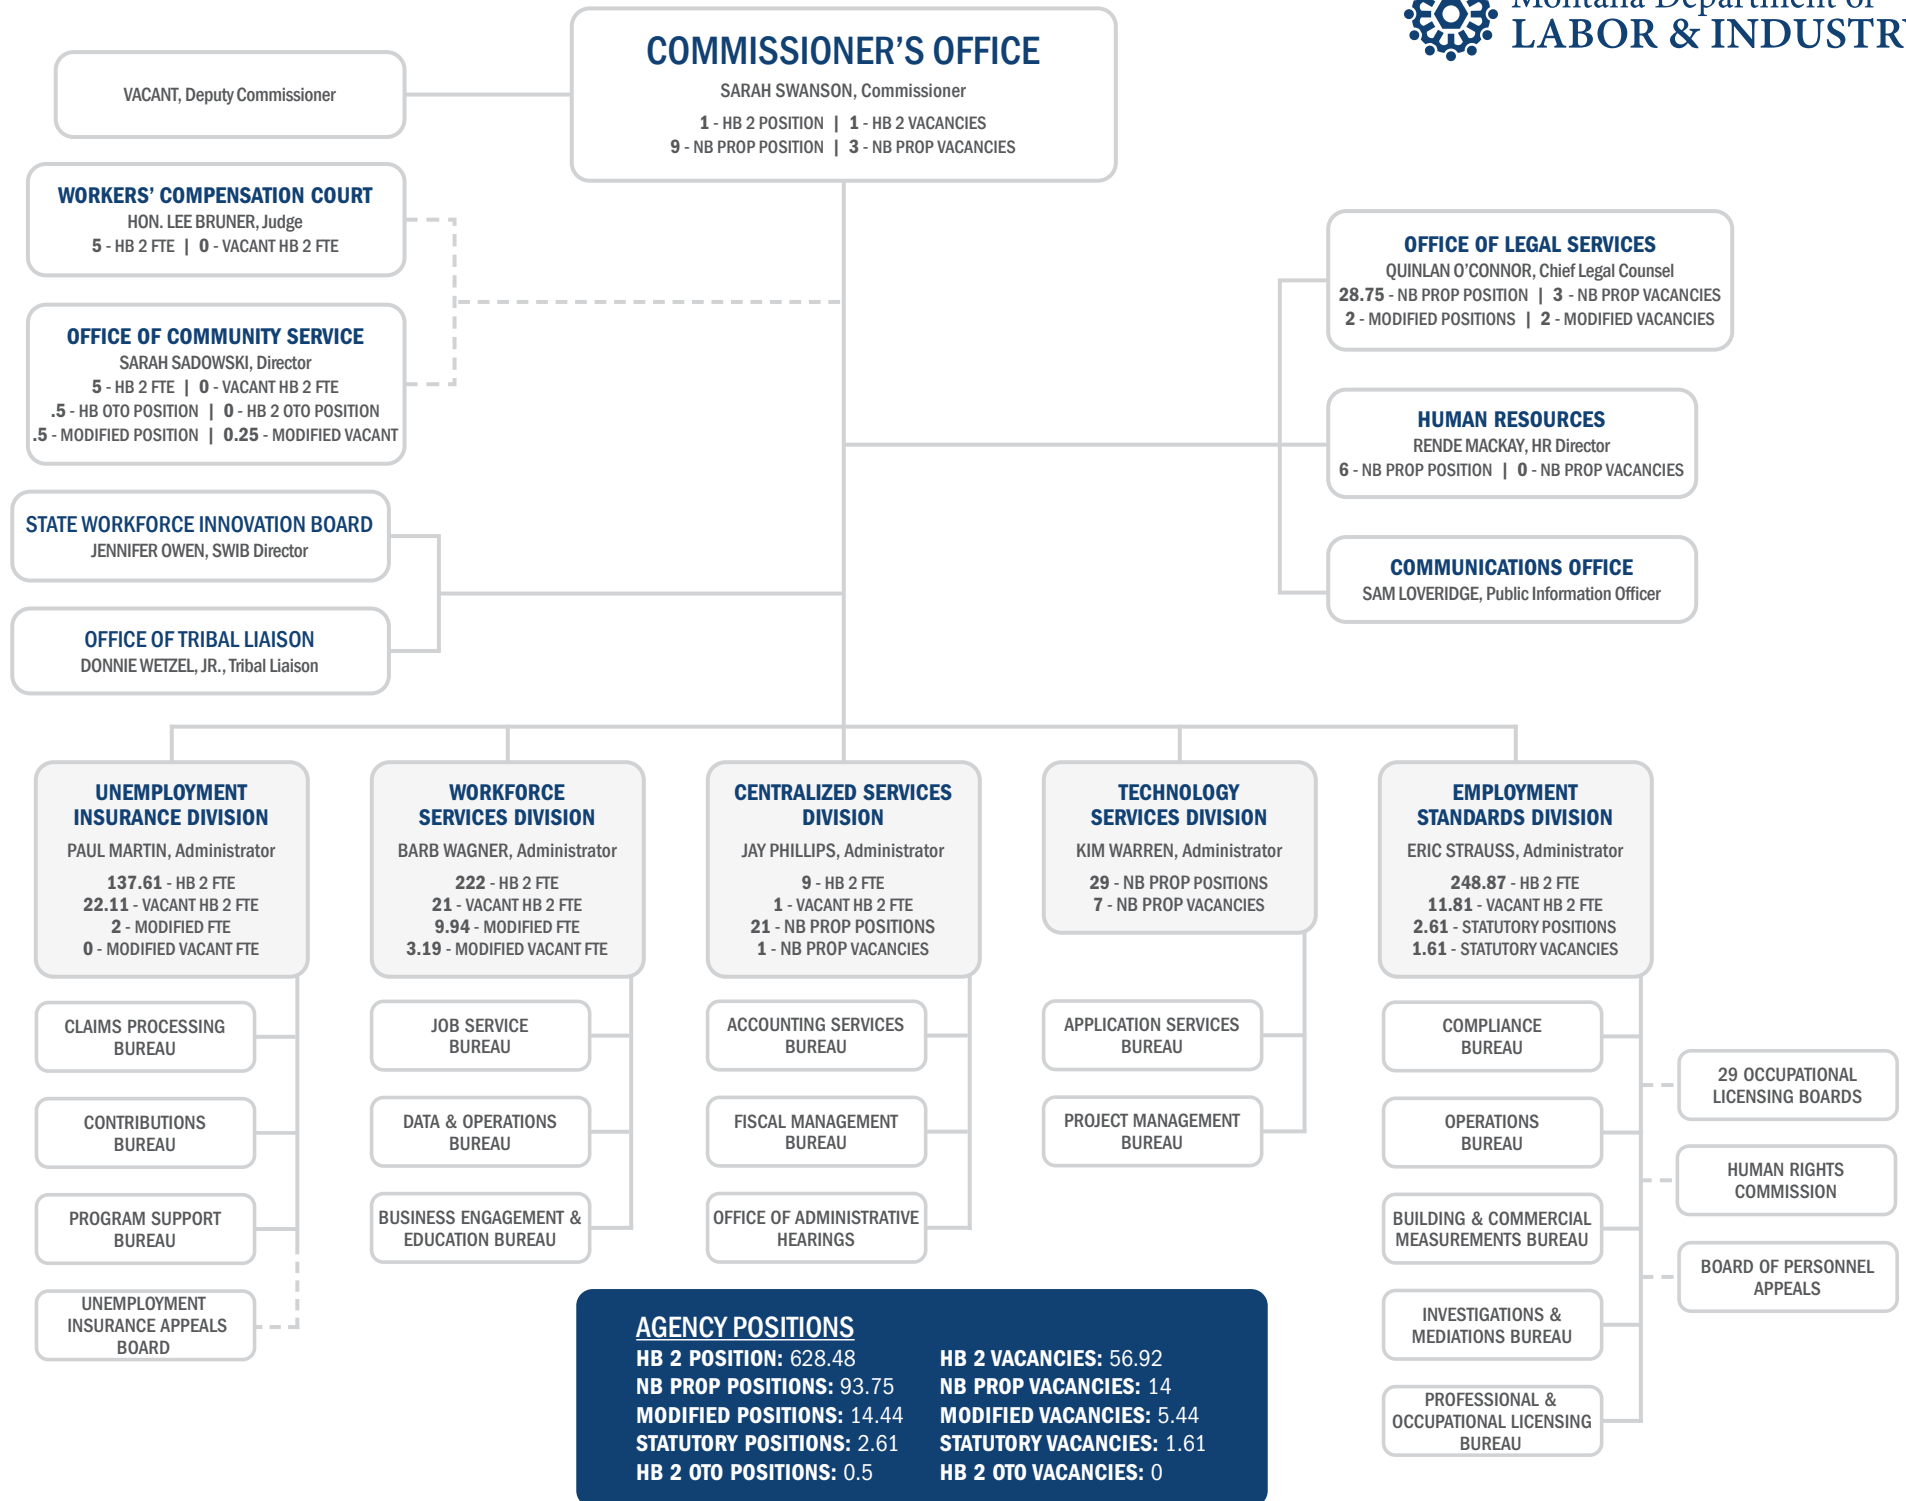 Montana Department of
LABOR & INDUSTRY
COMMISSIONER'S OFFICE
SARAH SWANSON, Commissioner
1 - HB 2 POSITION | 1 - HB 2 VACANCIES
9 - NB PROP POSITION | 3 - NB PROP VACANCIES
VACANT, Deputy Commissioner
WORKERS' COMPENSATION COURT
HON. LEE BRUNER, Judge
5 - HB 2 FTE | 0 - VACANT HB 2 FTE
OFFICE OF COMMUNITY SERVICE
SARAH SADOWSKI, Director
5 - HB 2 FTE | 0 - VACANT HB 2 FTE
.5 - HB OTO POSITION | 0 - HB 2 OTO POSITION
.5 - MODIFIED POSITION | 0.25 - MODIFIED VACANT
STATE WORKFORCE INNOVATION BOARD
JENNIFER OWEN, SWIB Director
OFFICE OF TRIBAL LIAISON
DONNIE WETZEL, JR., Tribal Liaison
OFFICE OF LEGAL SERVICES
QUINLAN O'CONNOR, Chief Legal Counsel
28.75 - NB PROP POSITION | 3 - NB PROP VACANCIES
2 - MODIFIED POSITIONS | 2 - MODIFIED VACANCIES
HUMAN RESOURCES
RENDE MACKAY, HR Director
6 - NB PROP POSITION | 0 - NB PROP VACANCIES
COMMUNICATIONS OFFICE
SAM LOVERIDGE, Public Information Officer
UNEMPLOYMENT
INSURANCE DIVISION
PAUL MARTIN, Administrator
137.61 - HB 2 FTE
22.11 - VACANT HB 2 FTE
2 - MODIFIED FTE
0 - MODIFIED VACANT FTE
CLAIMS PROCESSING
BUREAU
CONTRIBUTIONS
BUREAU
PROGRAM SUPPORT
BUREAU
UNEMPLOYMENT
INSURANCE APPEALS
BOARD
WORKFORCE
SERVICES DIVISION
BARB WAGNER, Administrator
222 - HB 2 FTE
21 - VACANT HB 2 FTE
9.94 - MODIFIED FTE
3.19 - MODIFIED VACANT FTE
JOB SERVICE
BUREAU
DATA & OPERATIONS
BUREAU
BUSINESS ENGAGEMENT &
EDUCATION BUREAU
CENTRALIZED SERVICES
DIVISION
JAY PHILLIPS, Administrator
9 - HB 2 FTE
1 - VACANT HB 2 FTE
21 - NB PROP POSITIONS
1 - NB PROP VACANCIES
ACCOUNTING SERVICES
BUREAU
FISCAL MANAGEMENT
BUREAU
OFFICE OF ADMINISTRATIVE
HEARINGS
TECHNOLOGY
SERVICES DIVISION
KIM WARREN, Administrator
29 - NB PROP POSITIONS
7 - NB PROP VACANCIES
APPLICATION SERVICES
BUREAU
PROJECT MANAGEMENT
BUREAU
EMPLOYMENT
STANDARDS DIVISION
ERIC STRAUSS, Administrator
248.87 - HB 2 FTE
11.81 - VACANT HB 2 FTE
2.61 - STATUTORY POSITIONS
1.61 - STATUTORY VACANCIES
COMPLIANCE
BUREAU
OPERATIONS
BUREAU
BUILDING & COMMERCIAL
MEASUREMENTS BUREAU
INVESTIGATIONS &
MEDIATIONS BUREAU
PROFESSIONAL &
OCCUPATIONAL LICENSING
BUREAU
29 OCCUPATIONAL
LICENSING BOARDS
HUMAN RIGHTS
COMMISSION
BOARD OF PERSONNEL
APPEALS
AGENCY POSITIONS
HB 2 POSITION: 628.48 HB 2 VACANCIES: 56.92
NB PROP POSITIONS: 93.75 NB PROP VACANCIES: 14
MODIFIED POSITIONS: 14.44 MODIFIED VACANCIES: 5.44
STATUTORY POSITIONS: 2.61 STATUTORY VACANCIES: 1.61
HB 2 OTO POSITIONS: 0.5 HB 2 OTO VACANCIES: 0